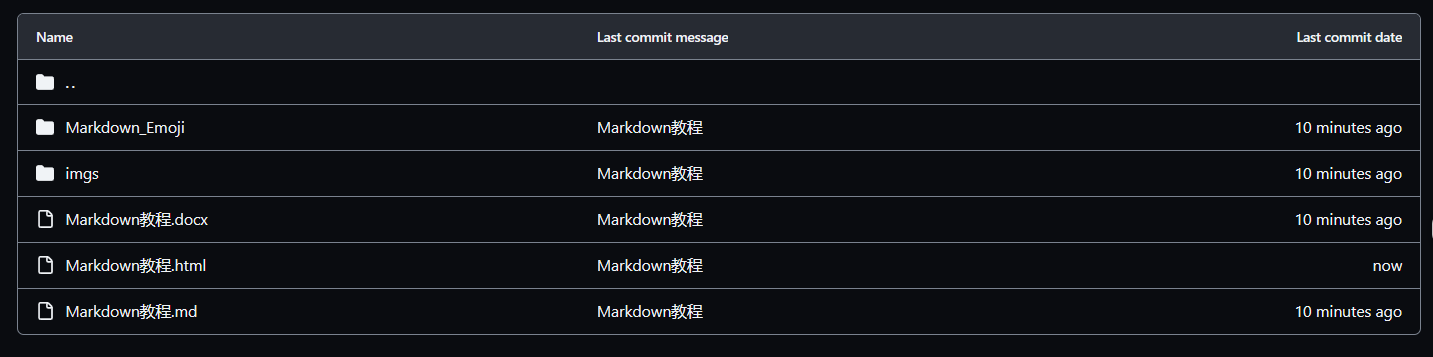 Name Last commit message Last commit date
..
Markdown_Emoji Markdown教程 10 minutes ago
imgs Markdown教程 10 minutes ago
Markdown教程.docx Markdown教程 10 minutes ago
Markdown教程.html Markdown教程 now
Markdown教程.md Markdown教程 10 minutes ago